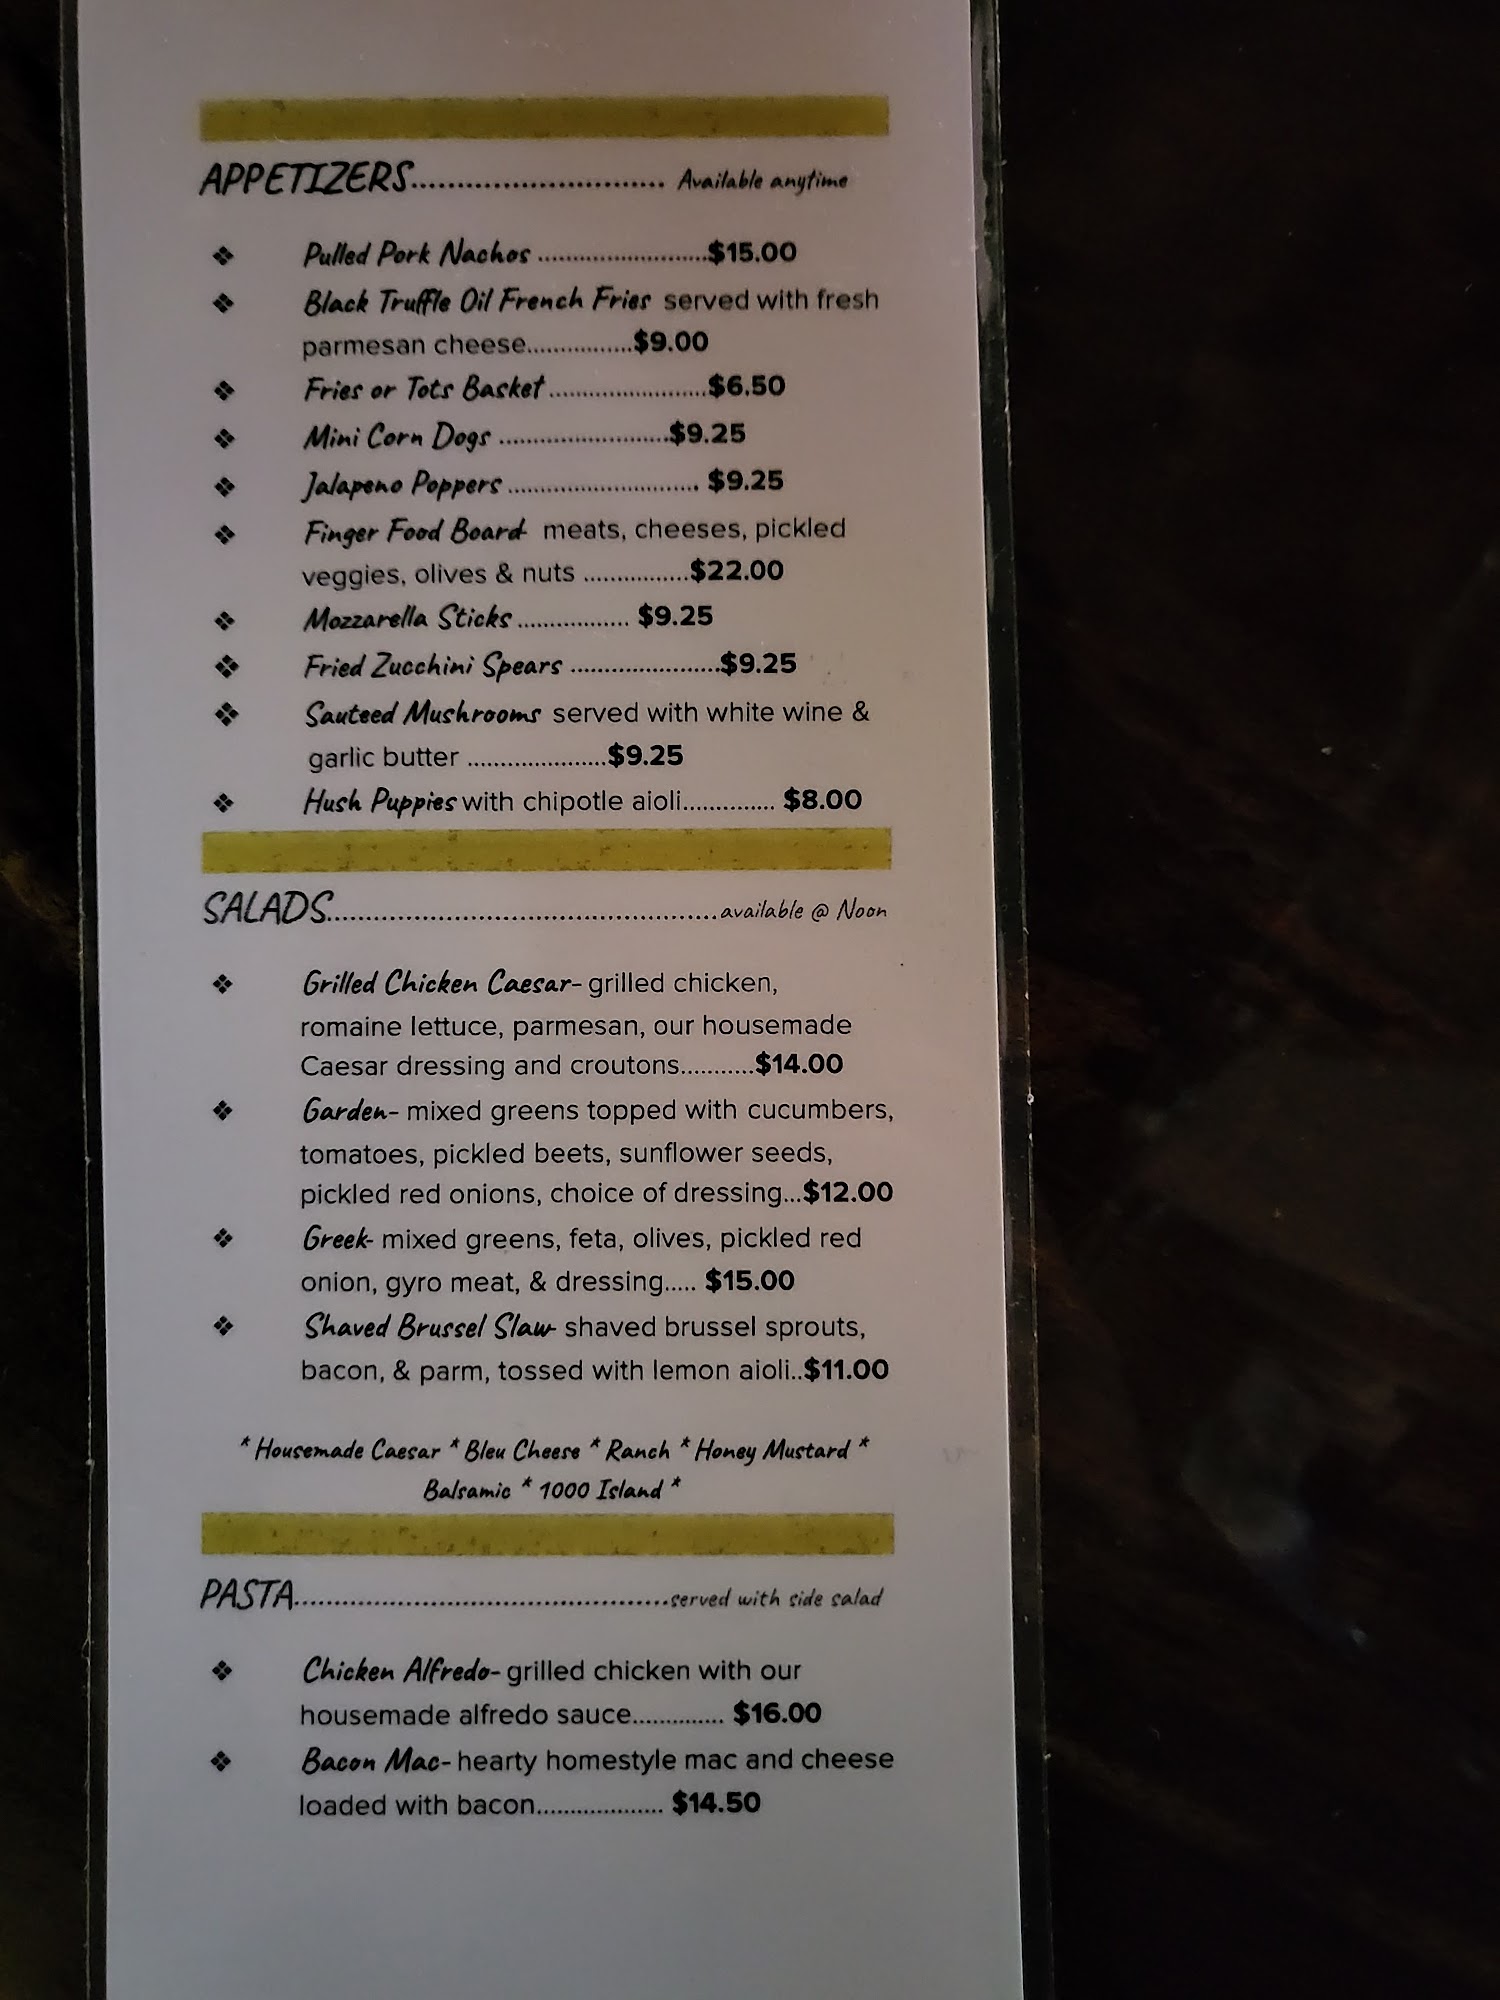 APPETIZERS............................ Available anytime
❖ Pulled Pork Nachos ..........................$15.00
❖ Black Truffle Oil French Fries served with fresh
parmesan cheese................$9.00
❖ Fries or Tots Basket ........................$6.50
❖ Mini Corn Dogs ..........................$9.25
❖ Jalapeno Poppers ............................. $9.25
❖ Finger Food Board- meats, cheeses, pickled
veggies, olives & nuts ................$22.00
❖ Mozzarella Sticks ................. $9.25
❖ Fried Zucchini Spears .......................$9.25
❖ Sauteed Mushrooms served with white wine &
garlic butter .....................$9.25
❖ Hush Puppies with chipotle aioli.............. $8.00
SALADS...............................................available @ Noon
❖ Grilled Chicken Caesar- grilled chicken,
romaine lettuce, parmesan, our housemade
Caesar dressing and croutons...........$14.00
❖ Garden- mixed greens topped with cucumbers,
tomatoes, pickled beets, sunflower seeds,
pickled red onions, choice of dressing...$12.00
❖ Greek- mixed greens, feta, olives, pickled red
onion, gyro meat, & dressing..... $15.00
❖ Shaved Brussel Slaw- shaved brussel sprouts,
bacon, & parm, tossed with lemon aioli..$11.00
* Housemade Caesar * Bleu Cheese * Ranch * Honey Mustard *
Balsamic * 1000 Island *
PASTA..............................................served with side salad
❖ Chicken Alfredo- grilled chicken with our
housemade alfredo sauce.............. $16.00
❖ Bacon Mac- hearty homestyle mac and cheese
loaded with bacon................... $14.50